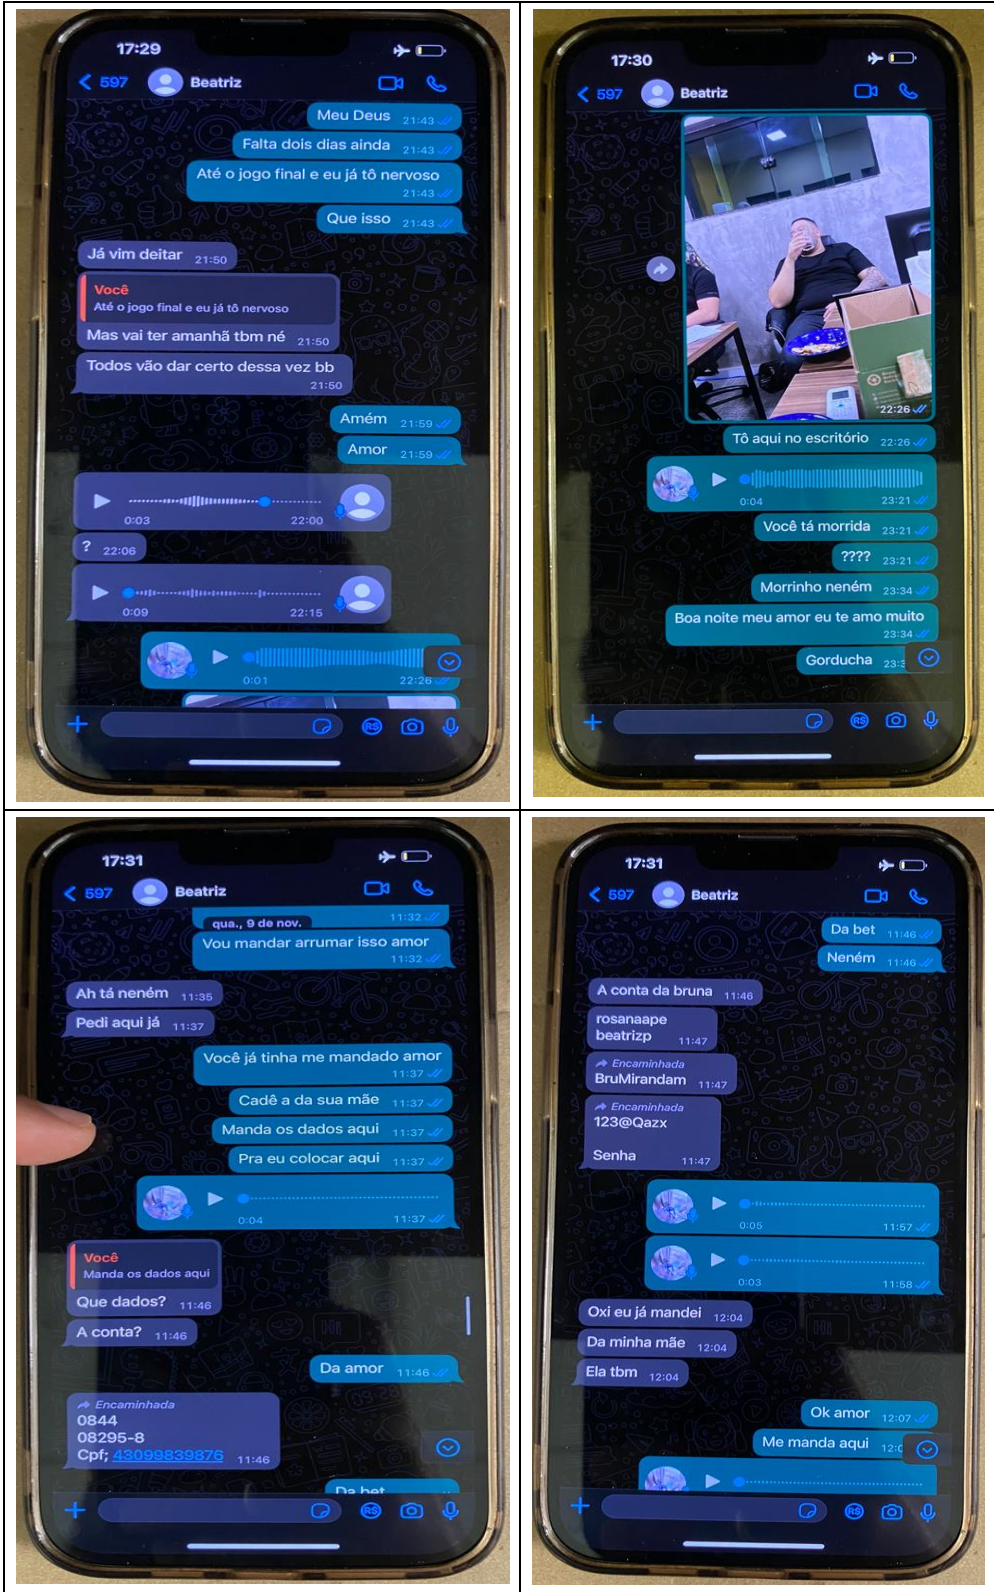 17:29
597
Beatriz
Meu Deus 21:43
Falta dois dias ainda 21:43
Até o jogo final e eu já tô nervoso
21:43
Que isso 21:43
Já vim deitar 21:50
Você
Até o jogo final e eu já tô nervoso
Mas vai ter amanhã tbm né 21:50
Todos vão dar certo dessa vez bb
21:50
Amém 21:59
Amor 21:59
0:03 22:00
? 22:06
0:09 22:15
0:01 22:26
R$
17:30
597
Beatriz
22:26
Tô aqui no escritório 22:26
0:04 23:21
Você tá morrida 23:21
???? 23:21
Morrinho neném 23:34
Boa noite meu amor eu te amo muito
23:34
Gorducha
R$
17:31
597
Beatriz
11:32
qua., 9 de nov.
Vou mandar arrumar isso amor
11:32
Ah tá neném 11:35
Pedi aqui já 11:37
Você já tinha me mandado amor
11:37
Cadê a da sua mãe 11:37
Manda os dados aqui 11:37
Pra eu colocar aqui 11:37
0:04 11:37
Você
Manda os dados aqui
Que dados? 11:46
A conta? 11:46
Da amor 11:46
Encaminhada
0844
08295-8
Cpf; 43099839876 11:46
Da bet
R$
17:31
597
Beatriz
Da bet 11:46
Neném 11:46
A conta da bruna 11:46
rosanaape
beatrizp 11:47
Encaminhada
BruMirandam 11:47
Encaminhada
123@Qazx
Senha 11:47
0:05 11:57
0:03 11:58
Oxi eu já mandei 12:04
Da minha mãe 12:04
Ela tbm 12:04
Ok amor 12:07
Me manda aqui
R$